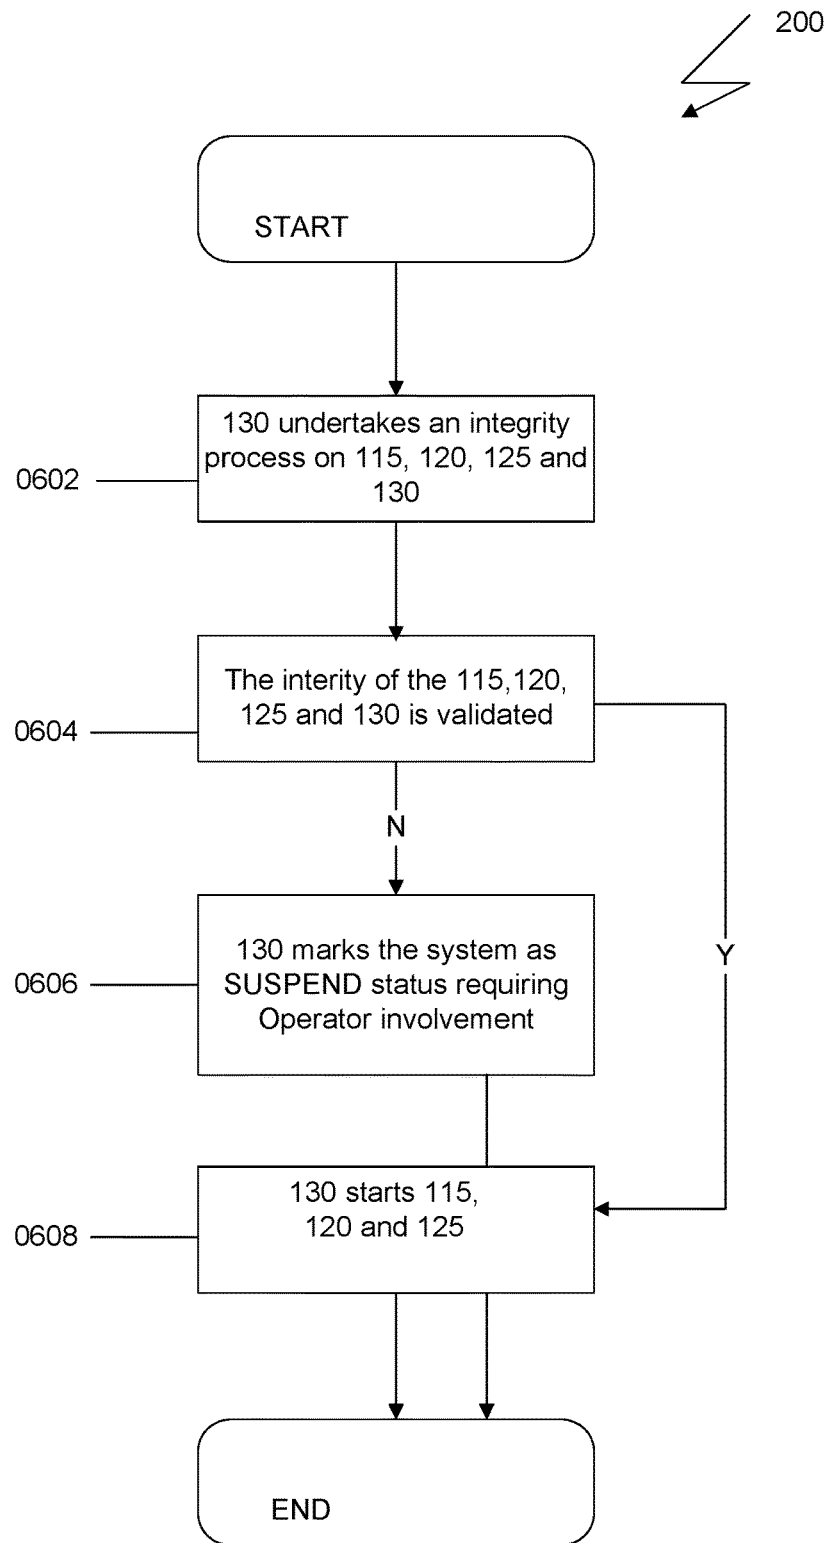 200
START
130 undertakes an integrity
process on 115, 120, 125 and
130
0602
The interity of the 115,120,
125 and 130 is validated
0604
N
130 marks the system as
SUSPEND status requiring
Operator involvement
0606
Y
130 starts 115,
120 and 125
0608
END